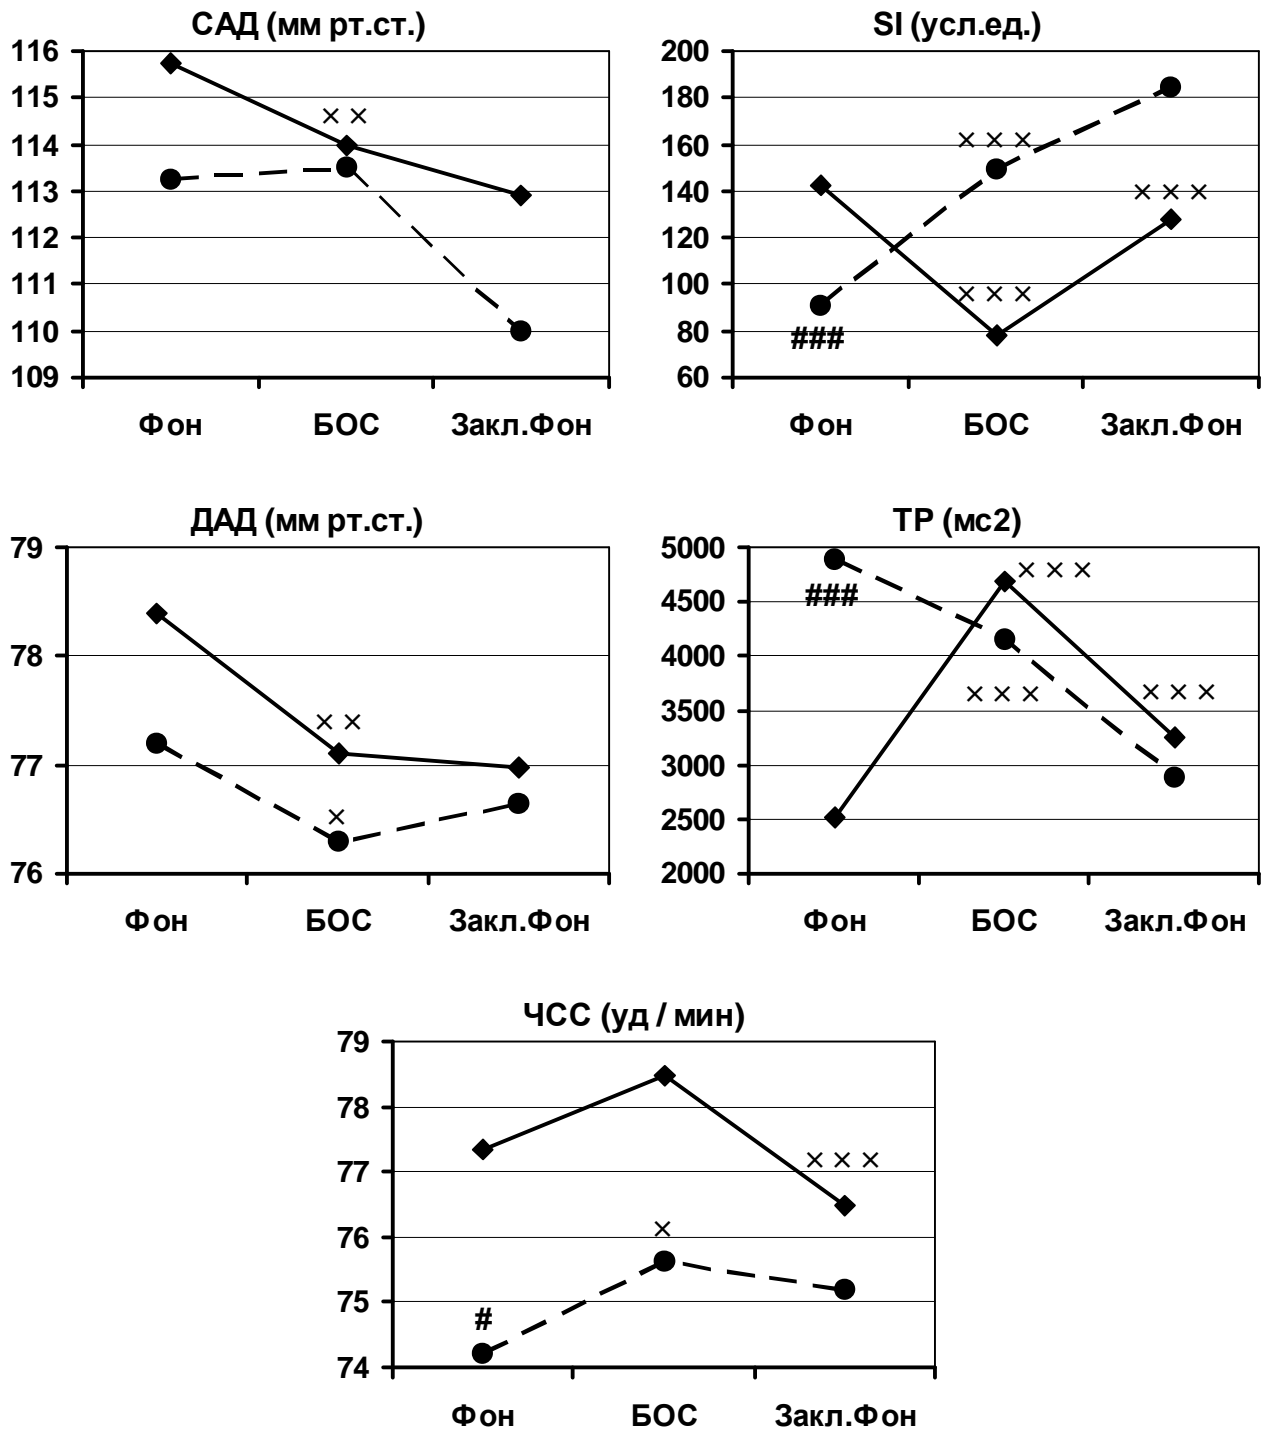 САД (мм рт.ст.)
116
115
114
113
112
111
110
109
× ×
Фон БОС Закл.Фон
SI (усл.ед.)
200
180
160
140
120
100
80
60
× × ×
× × ×
× × ×
###
Фон БОС Закл.Фон
ДАД (мм рт.ст.)
79
78
77
76
× ×
×
Фон БОС Закл.Фон
ТР (мс2)
5000
4500
4000
3500
3000
2500
2000
× × ×
###
× × ×
× × ×
Фон БОС Закл.Фон
ЧСС (уд / мин)
79
78
77
76
75
74
× × ×
×
#
Фон БОС Закл.Фон